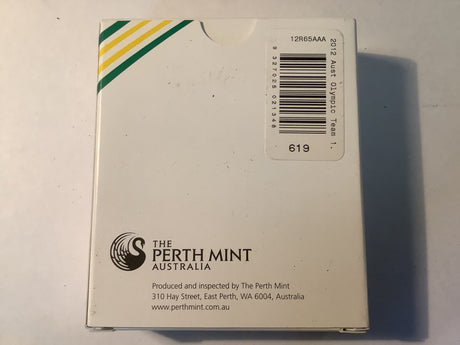 12R65AAA
2012 Aust Olympic Team 1.
9 327025 021348
619
THE
PERTH MINT
AUSTRALIA
Produced and inspected by The Perth Mint
310 Hay Street, East Perth, WA 6004, Australia
www.perthmint.com.au